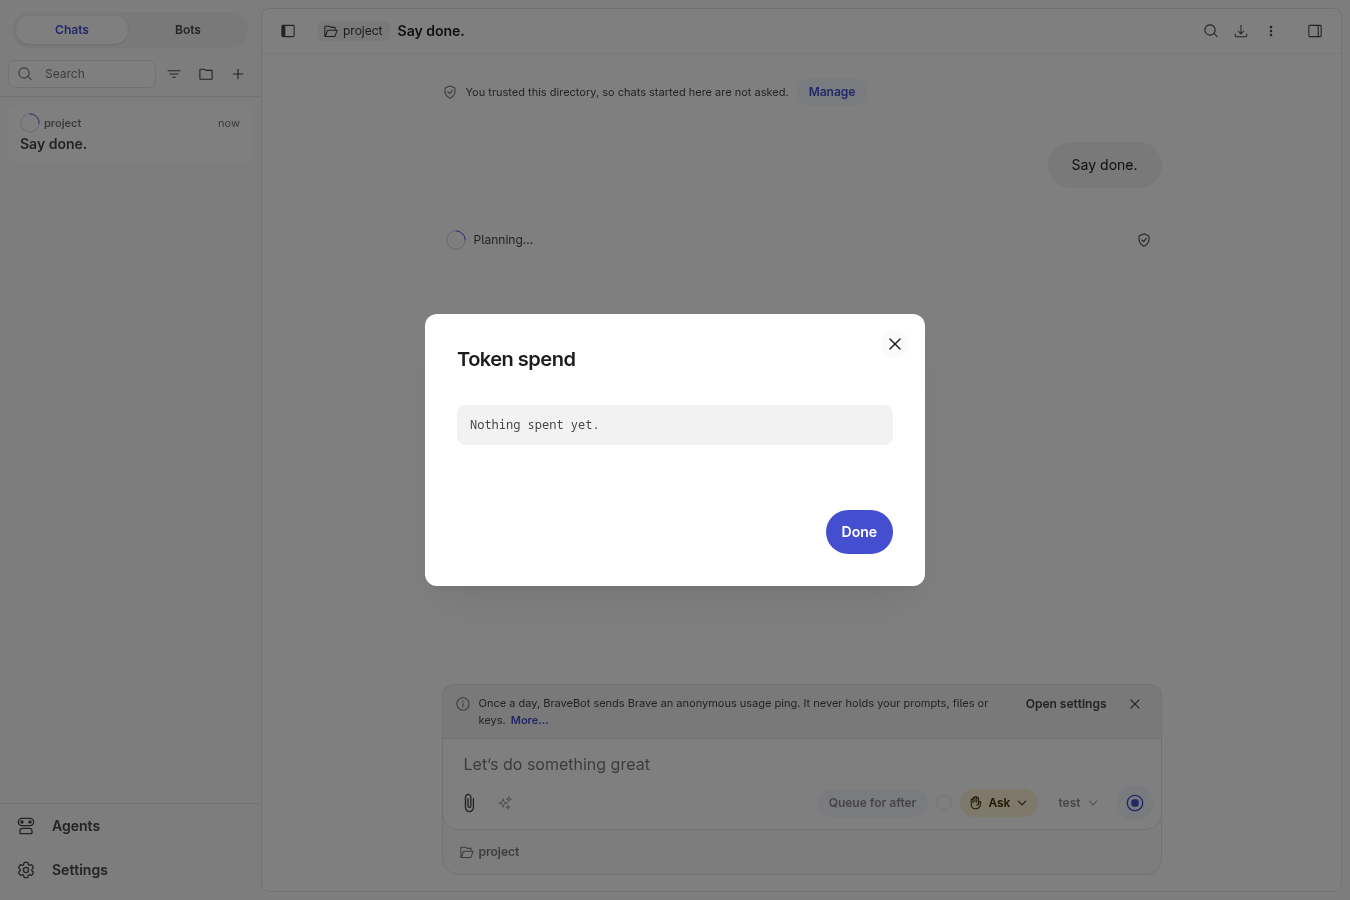 Chats
Bots
Search
project
now
Say done.
Agents
Settings
project
Say done.
You trusted this directory, so chats started here are not asked.
Manage
Say done.
Planning...
Token spend
Nothing spent yet.
Done
Once a day, BraveBot sends Brave an anonymous usage ping. It never holds your prompts, files or
keys. More...
Open settings
Let's do something great
Queue for after
Ask
test
project